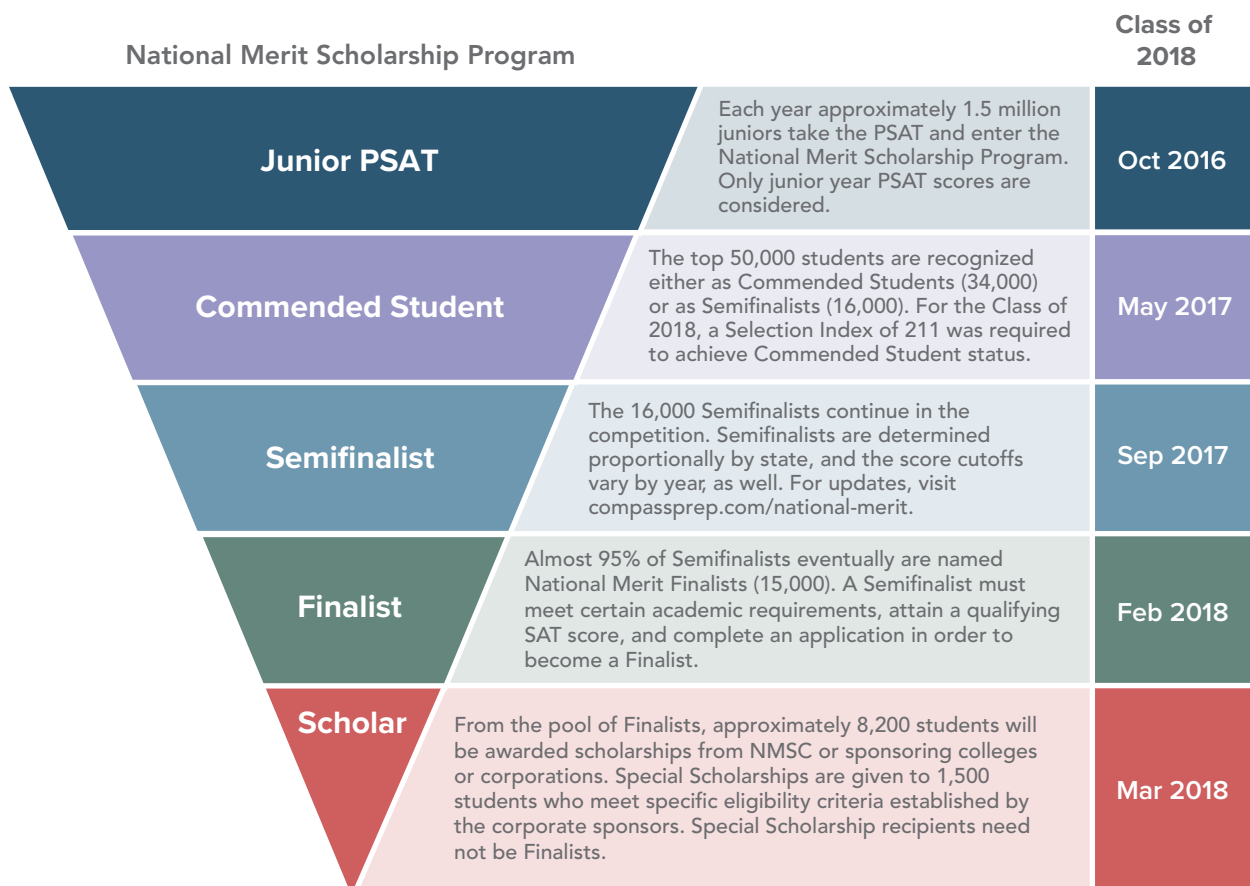 National Merit Scholarship Program
Class of
2018
Junior PSAT
Each year approximately 1.5 million
juniors take the PSAT and enter the
National Merit Scholarship Program.
Only junior year PSAT scores are
considered.
Oct 2016
Commended Student
The top 50,000 students are recognized
either as Commended Students (34,000)
or as Semifinalists (16,000). For the Class of
2018, a Selection Index of 211 was required
to achieve Commended Student status.
May 2017
Semifinalist
The 16,000 Semifinalists continue in the
competition. Semifinalists are determined
proportionally by state, and the score cutoffs
vary by year, as well. For updates, visit
compassprep.com/national-merit.
Sep 2017
Finalist
Almost 95% of Semifinalists eventually are named
National Merit Finalists (15,000). A Semifinalist must
meet certain academic requirements, attain a qualifying
SAT score, and complete an application in order to
become a Finalist.
Feb 2018
Scholar
From the pool of Finalists, approximately 8,200 students will
be awarded scholarships from NMSC or sponsoring colleges
or corporations. Special Scholarships are given to 1,500
students who meet specific eligibility criteria established by
the corporate sponsors. Special Scholarship recipients need
not be Finalists.
Mar 2018